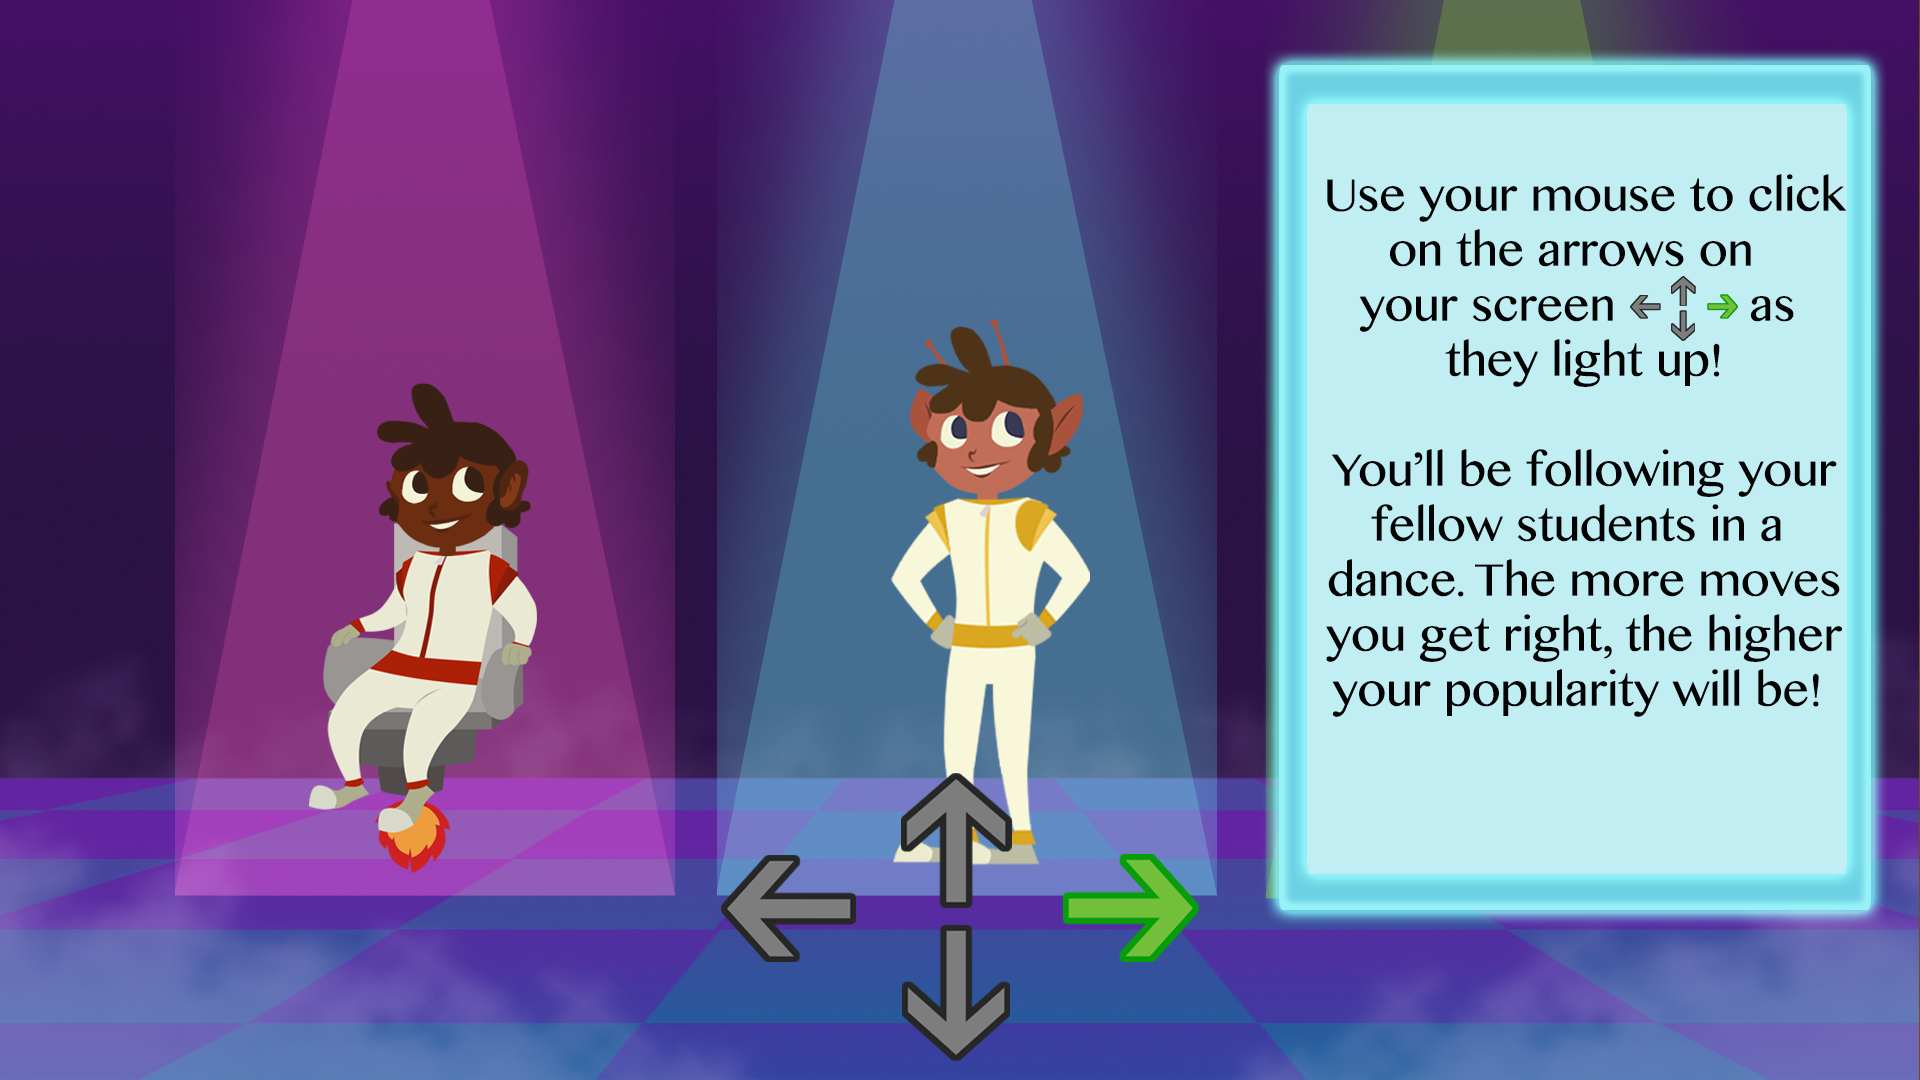 Use your mouse to click
on the arrows on
your screen ← ↑ ↓ → as
they light up!
You'll be following your
fellow students in a
dance. The more moves
you get right, the higher
your popularity will be!